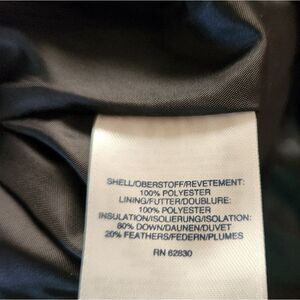 SHELL/OBERSTOFF/REVETEMENT:
100% POLYESTER
LINING/FUTTER/DOUBLURE:
100% POLYESTER
INSULATION/ISOLIERUNG/ISOLATION:
80% DOWN/DAUNEN/DUVET
20% FEATHERS/FEDERN/PLUMES
RN 62830